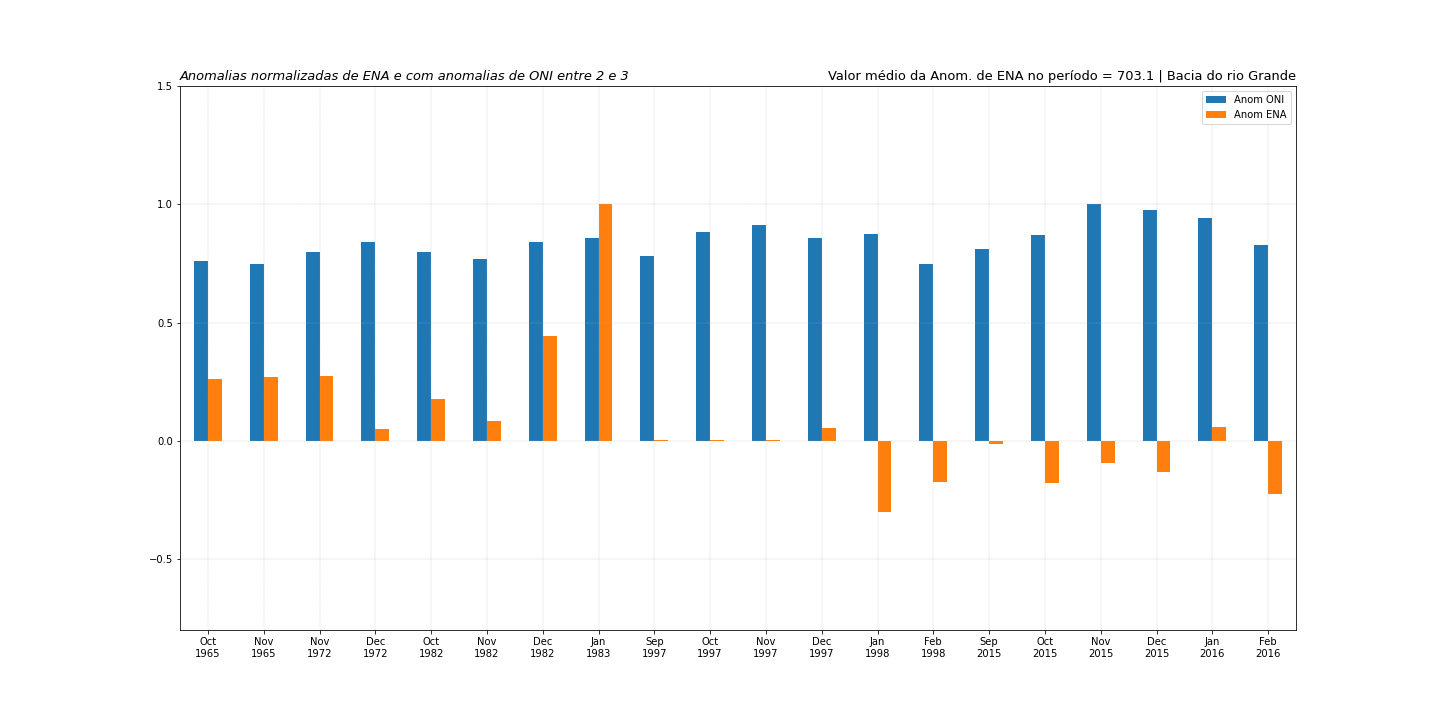 Anomalias normalizadas de ENA e com anomalias de ONI entre 2 e 3
Valor médio da Anom. de ENA no período = 703.1 | Bacia do rio Grande
Anom ONI
Anom ENA
1.5
1.0
0.5
0.0
−0.5
Oct Nov Nov Dec Oct Nov Dec Jan Sep Oct Nov Dec Jan Feb Sep Oct Nov Dec Jan Feb
1965 1965 1972 1972 1982 1982 1982 1983 1997 1997 1997 1997 1998 1998 2015 2015 2015 2015 2016 2016